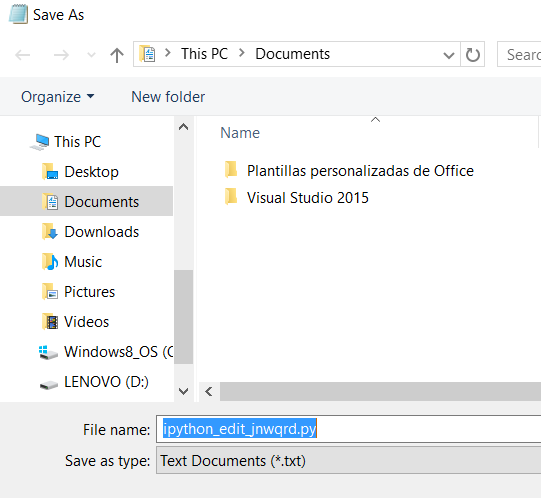 Save As
This PC > Documents
Sear
Organize
New folder
This PC
Desktop
Documents
Downloads
Music
Pictures
Videos
Windows8_OS (C
LENOVO (D:)
Name
Plantillas personalizadas de Office
Visual Studio 2015
File name: ipython_edit_jnwqrd.py
Save as type: Text Documents (*.txt)